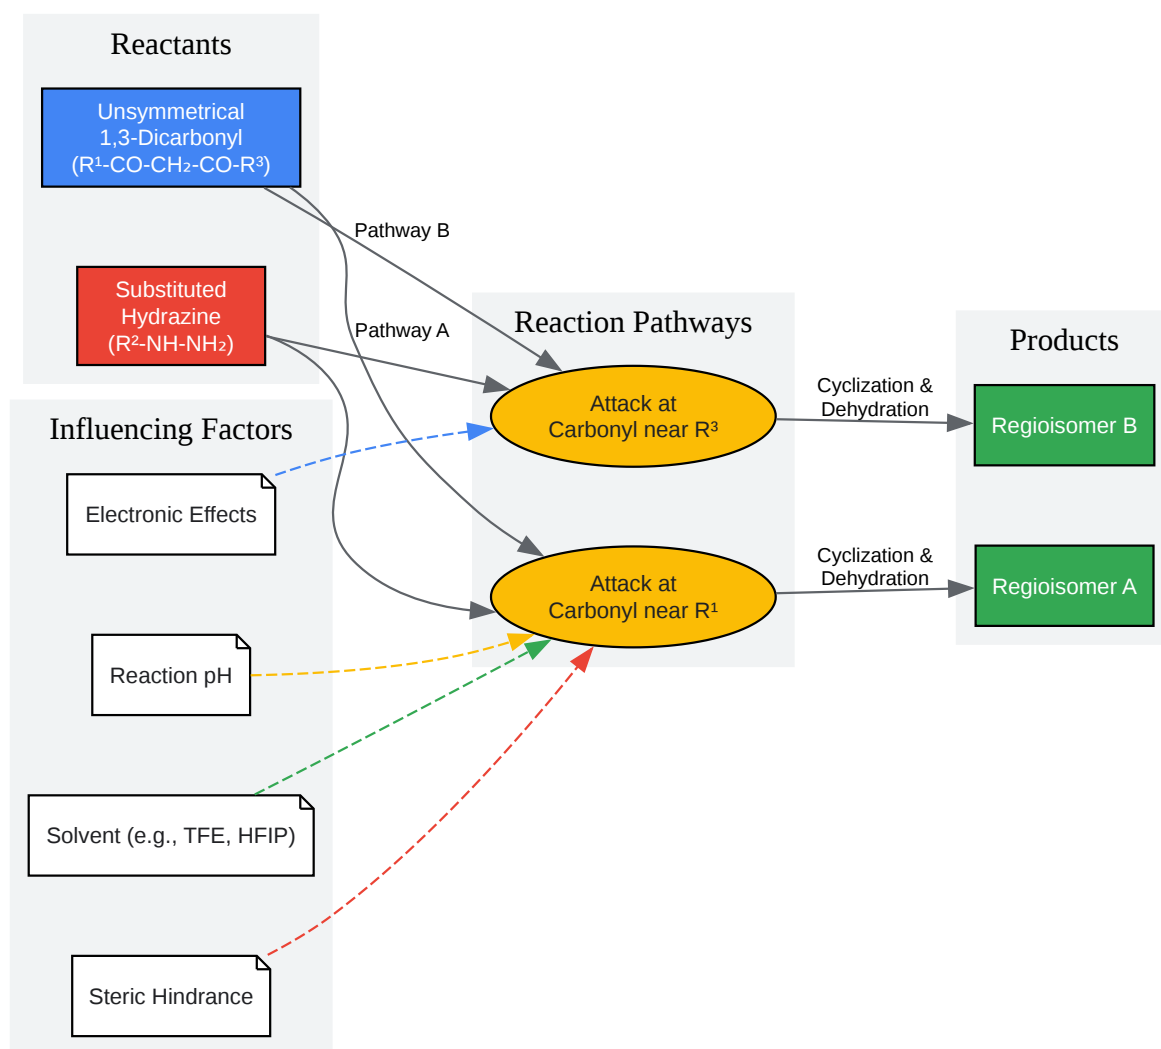 Reactants
Unsymmetrical
1,3-Dicarbonyl
(R¹-CO-CH₂-CO-R³)
Substituted
Hydrazine
(R²-NH-NH₂)
Pathway B
Pathway A
Influencing Factors
Electronic Effects
Reaction pH
Solvent (e.g., TFE, HFIP)
Steric Hindrance
Reaction Pathways
Attack at
Carbonyl near R³
Attack at
Carbonyl near R¹
Cyclization &
Dehydration
Cyclization &
Dehydration
Products
Regioisomer B
Regioisomer A